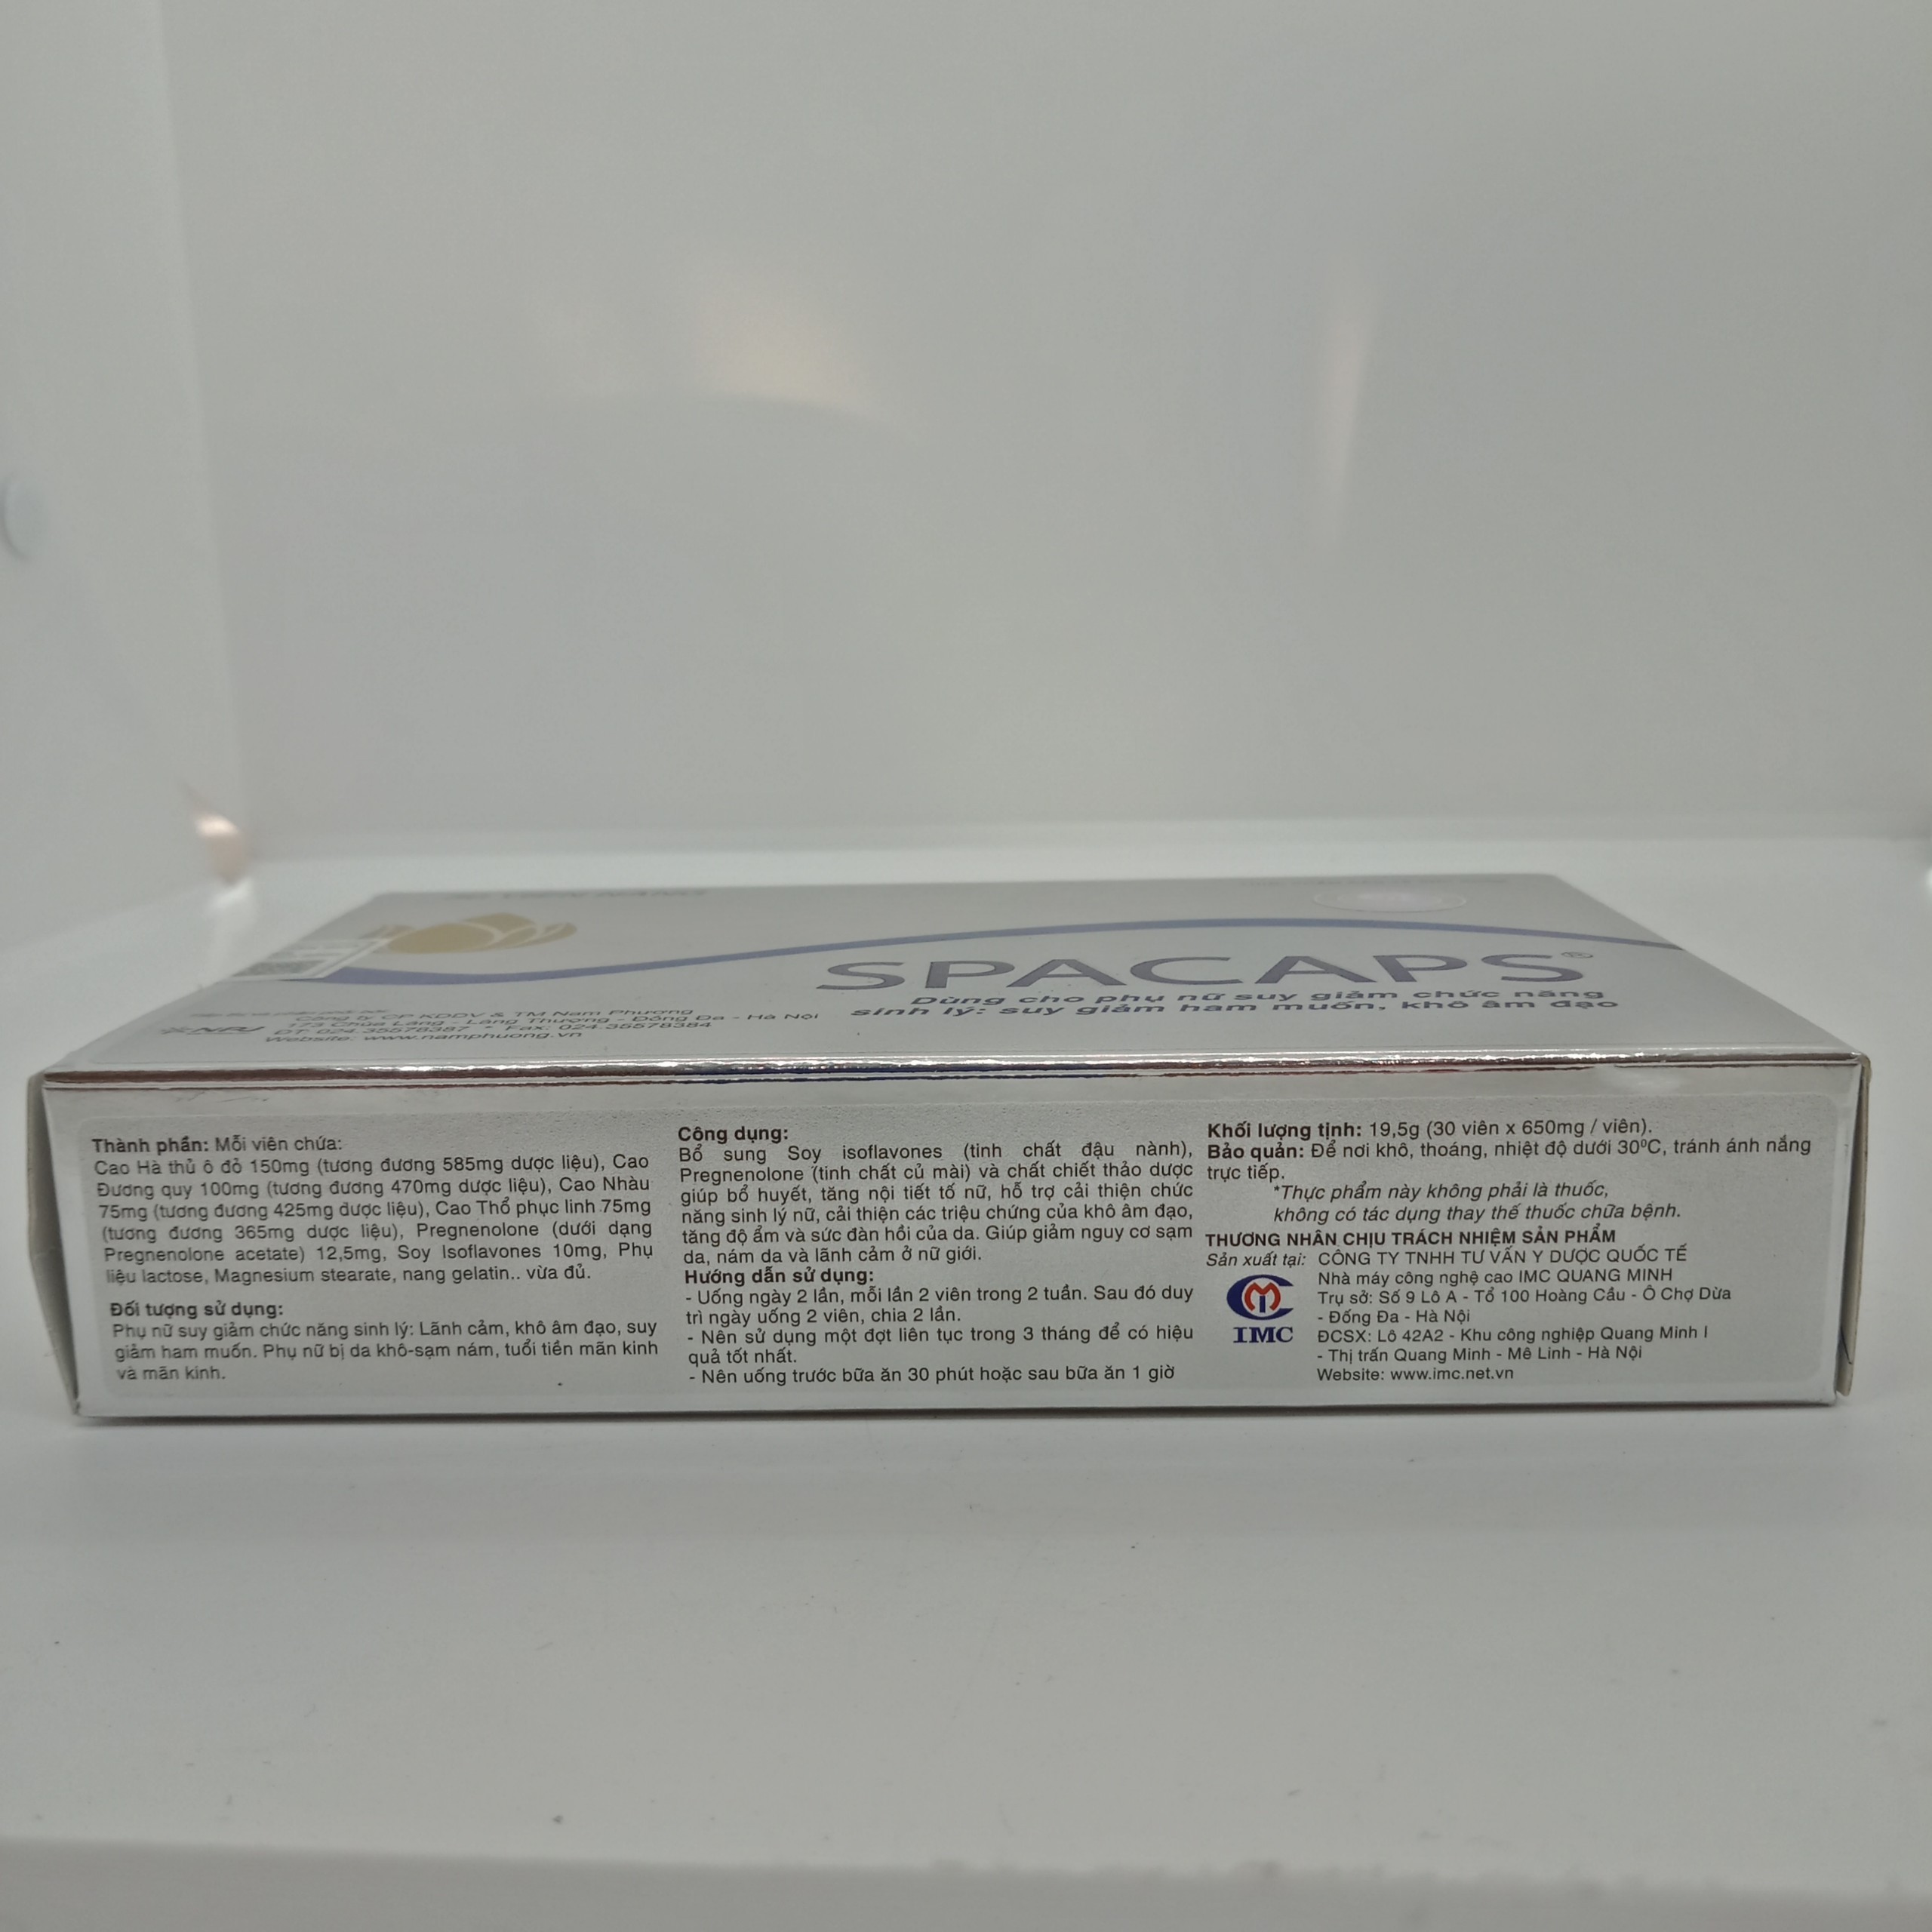 SPACAPS®
Dùng cho phụ nữ suy giảm chức năng
sinh lý: suy giảm ham muốn, khô âm đạo
Công ty CP KDDV & TM Nam Phương
173 Chùa Láng - Láng Thượng - Đống Đa - Hà Nội
ĐT: 024.35578387 * Fax: 024.35578384
Website: www.namphuong.vn
Thành phần: Mỗi viên chứa:
Cao Hà thủ ô đỏ 150mg (tương đương 585mg dược liệu), Cao
Đương quy 100mg (tương đương 470mg dược liệu), Cao Nhàu
75mg (tương đương 425mg dược liệu), Cao Thổ phục linh 75mg
(tương đương 365mg dược liệu), Pregnenolone (dưới dạng
Pregnenolone acetate) 12,5mg, Soy Isoflavones 10mg, Phụ
liệu lactose, Magnesium stearate, nang gelatin.. vừa đủ.
Đối tượng sử dụng:
Phụ nữ suy giảm chức năng sinh lý: Lãnh cảm, khô âm đạo, suy
giảm ham muốn. Phụ nữ bị da khô-sạm nám, tuổi tiền mãn kinh
và mãn kinh.
Công dụng:
Bổ sung Soy isoflavones (tinh chất đậu nành),
Pregnenolone (tinh chất củ mài) và chất chiết thảo dược
giúp bổ huyết, tăng nội tiết tố nữ, hỗ trợ cải thiện chức
năng sinh lý nữ, cải thiện các triệu chứng của khô âm đạo,
tăng độ ẩm và sức đàn hồi của da. Giúp giảm nguy cơ sạm
da, nám da và lãnh cảm ở nữ giới.
Hướng dẫn sử dụng:
- Uống ngày 2 lần, mỗi lần 2 viên trong 2 tuần. Sau đó duy
trì ngày uống 2 viên, chia 2 lần.
- Nên sử dụng một đợt liên tục trong 3 tháng để có hiệu
quả tốt nhất.
- Nên uống trước bữa ăn 30 phút hoặc sau bữa ăn 1 giờ
Khối lượng tịnh: 19,5g (30 viên x 650mg / viên).
Bảo quản: Để nơi khô, thoáng, nhiệt độ dưới 30⁰C, tránh ánh nắng
trực tiếp.
*Thực phẩm này không phải là thuốc,
không có tác dụng thay thế thuốc chữa bệnh.
THƯƠNG NHÂN CHỊU TRÁCH NHIỆM SẢN PHẨM
Sản xuất tại: CÔNG TY TNHH TƯ VẤN Y DƯỢC QUỐC TẾ
Nhà máy công nghệ cao IMC QUANG MINH
Trụ sở: Số 9 Lô A - Tổ 100 Hoàng Cầu - Ô Chợ Dừa
- Đống Đa - Hà Nội
IMC
ĐCSX: Lô 42A2 - Khu công nghiệp Quang Minh I
- Thị trấn Quang Minh - Mê Linh - Hà Nội
Website: www.imc.net.vn